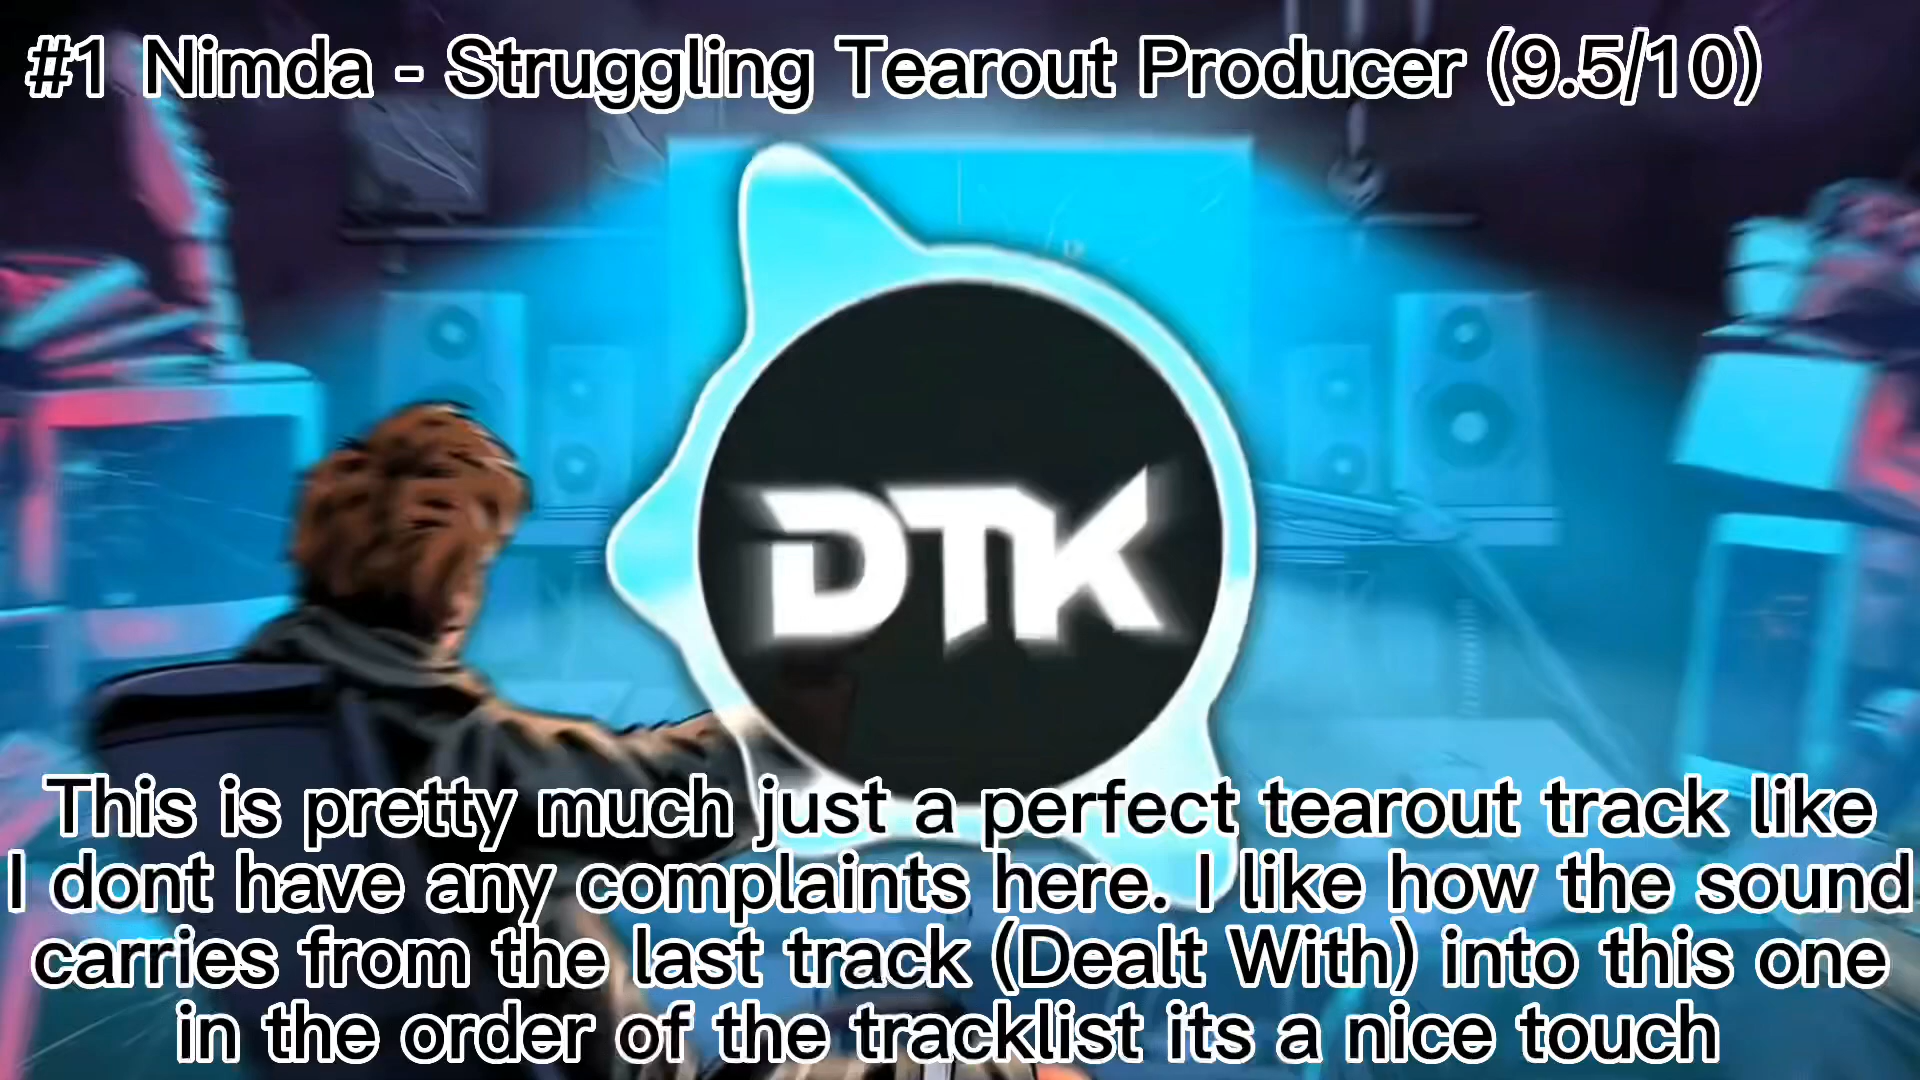 #1 Nimda - Struggling Tearout Producer (9.5/10)
DTK
This is pretty much just a perfect tearout track like
I dont have any complaints here. I like how the sound
carries from the last track (Dealt With) into this one
in the order of the tracklist its a nice touch